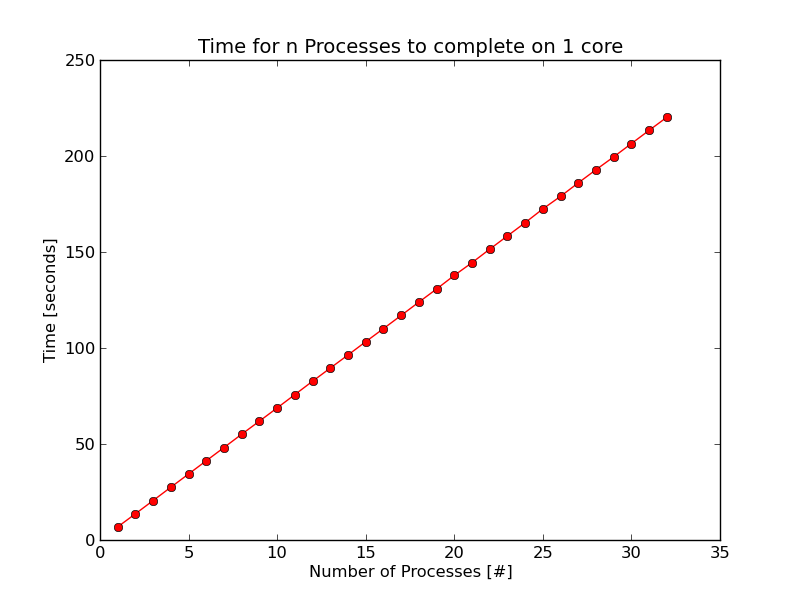 Time for n Processes to complete on 1 core
250
200
150
100
50
0
Time [seconds]
0 5 10 15 20 25 30 35
Number of Processes [#]